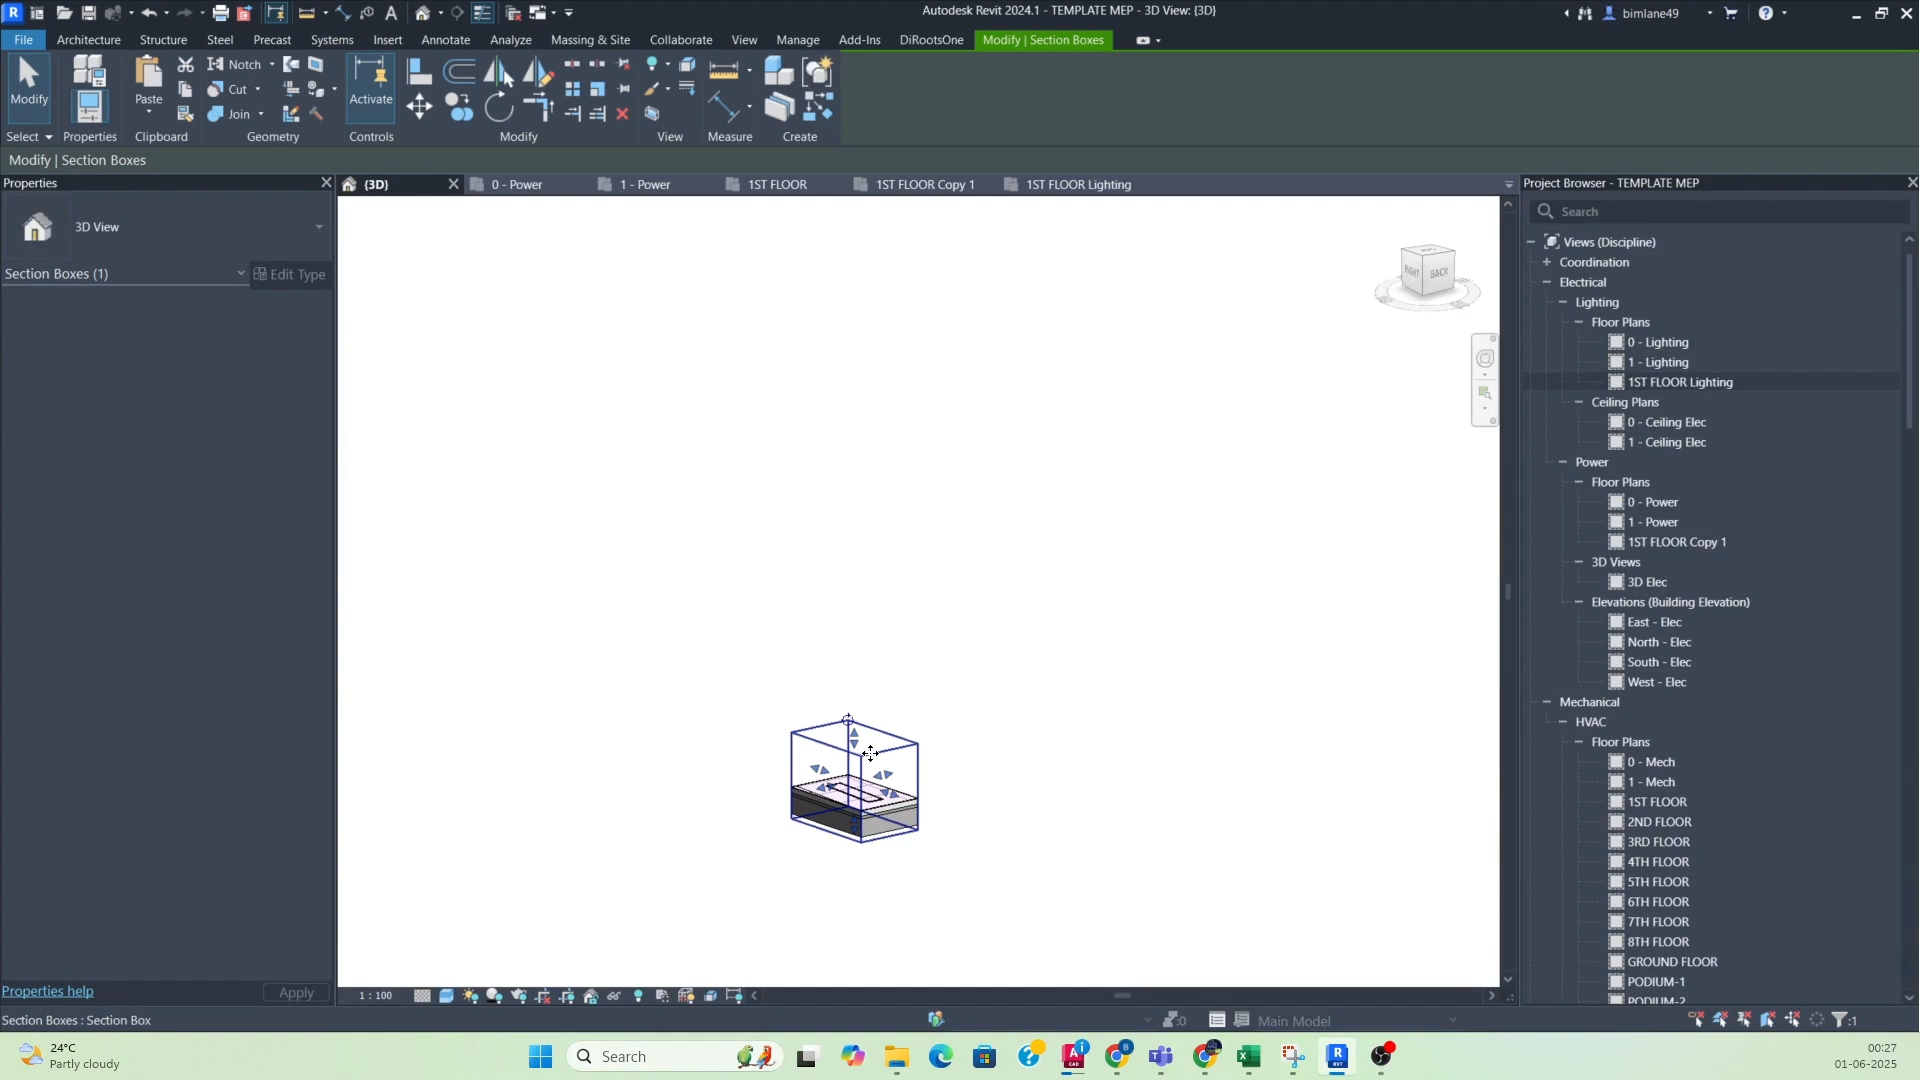 Autodesk Revit 2024.1 - TEMPLATE MEP - 3D View: {3D}
bimlane49
File Architecture Structure Steel Precast Systems Insert Annotate Analyze Massing & Site Collaborate View Manage Add-Ins DiRootsOne Modify | Section Boxes
Modify Paste Notch Cut Join Activate
Select Properties Clipboard Geometry Controls Modify View Measure Create
Modify | Section Boxes
Properties
3D View
Section Boxes (1)
Edit Type
Properties help
Apply
{3D}
0 - Power
1 - Power
1ST FLOOR
1ST FLOOR Copy 1
1ST FLOOR Lighting
RIGHT
BACK
1 : 100
Project Browser - TEMPLATE MEP
Search
Views (Discipline)
Coordination
Electrical
Lighting
Floor Plans
0 - Lighting
1 - Lighting
1ST FLOOR Lighting
Ceiling Plans
0 - Ceiling Elec
1 - Ceiling Elec
Power
Floor Plans
0 - Power
1 - Power
1ST FLOOR Copy 1
3D Views
3D Elec
Elevations (Building Elevation)
East - Elec
North - Elec
South - Elec
West - Elec
Mechanical
HVAC
Floor Plans
0 - Mech
1 - Mech
1ST FLOOR
2ND FLOOR
3RD FLOOR
4TH FLOOR
5TH FLOOR
6TH FLOOR
7TH FLOOR
8TH FLOOR
GROUND FLOOR
PODIUM-1
PODIUM-2
Section Boxes : Section Box
:0
Main Model
:1
24°C
Partly cloudy
Search
00:27
01-06-2025